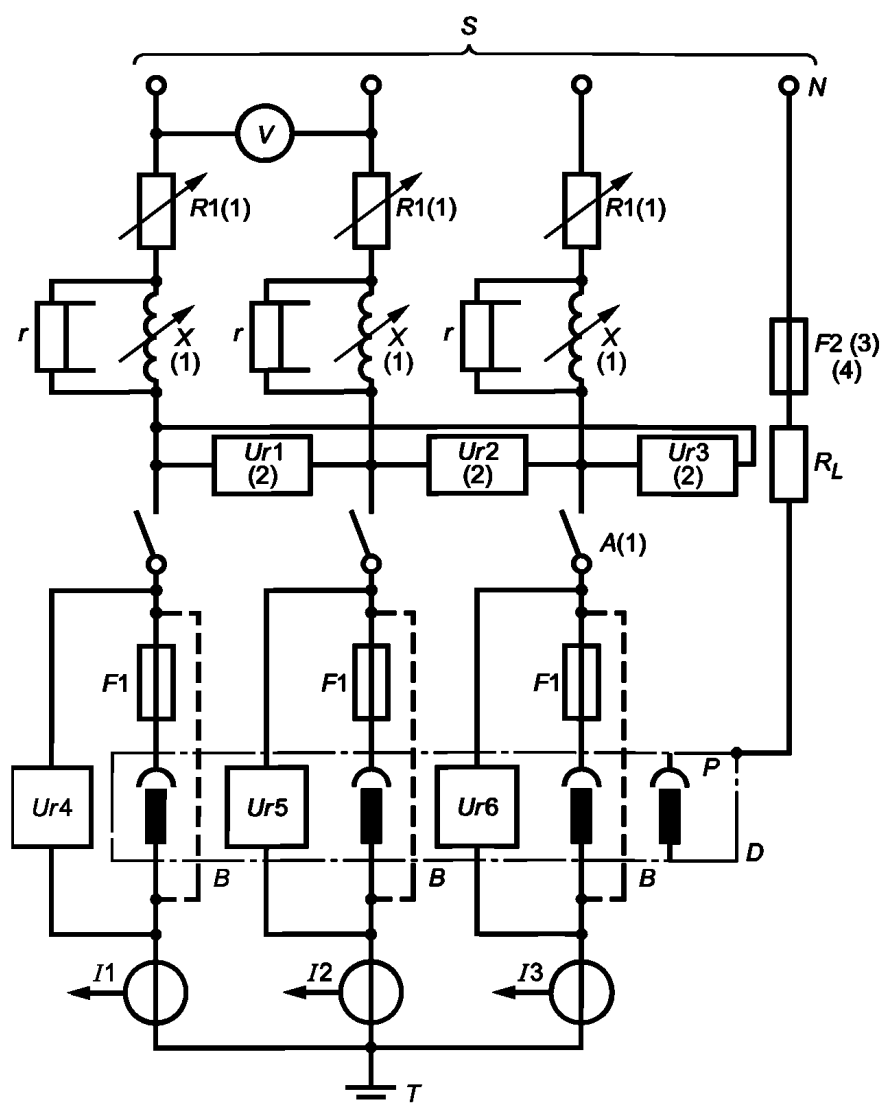 S
N
V
R1(1)
R1(1)
R1(1)
r
X
(1)
r
X
(1)
r
X
(1)
F2 (3)
(4)
Ur1
(2)
Ur2
(2)
Ur3
(2)
RL
A(1)
F1
F1
F1
P
Ur4
Ur5
Ur6
D
B
B
B
I1
I2
I3
T